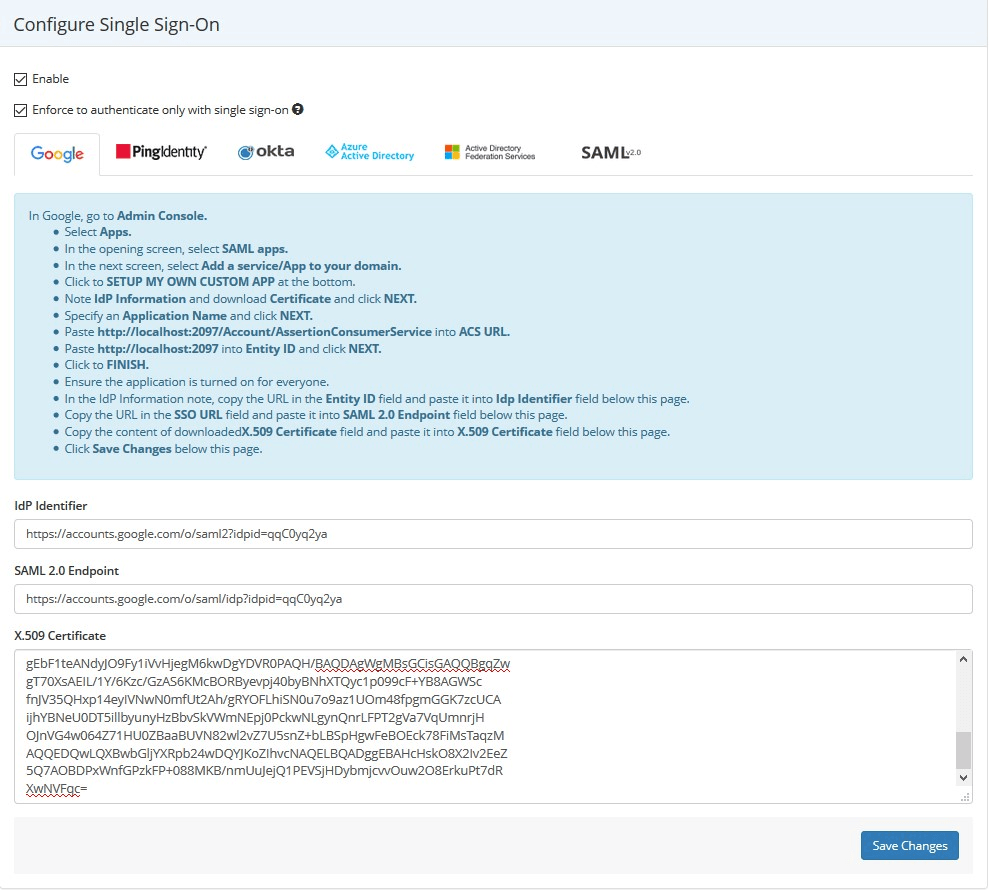 Configure Single Sign-On
Enable
Enforce to authenticate only with single sign-on ?
Google PingIdentity okta Azure Active Directory Active Directory Federation Services SAML v2.0
In Google, go to Admin Console.
• Select Apps.
• In the opening screen, select SAML apps.
• In the next screen, select Add a service/App to your domain.
• Click to SETUP MY OWN CUSTOM APP at the bottom.
• Note IdP Information and download Certificate and click NEXT.
• Specify an Application Name and click NEXT.
• Paste http://localhost:2097/Account/AssertionConsumerService into ACS URL.
• Paste http://localhost:2097 into Entity ID and click NEXT.
• Click to FINISH.
• Ensure the application is turned on for everyone.
• In the IdP Information note, copy the URL in the Entity ID field and paste it into Idp Identifier field below this page.
• Copy the URL in the SSO URL field and paste it into SAML 2.0 Endpoint field below this page.
• Copy the content of downloadedX.509 Certificate field and paste it into X.509 Certificate field below this page.
• Click Save Changes below this page.
IdP Identifier
https://accounts.google.com/o/saml2?idpid=qqC0yq2ya
SAML 2.0 Endpoint
https://accounts.google.com/o/saml/idp?idpid=qqC0yq2ya
X.509 Certificate
gEbF1teANdyJO9Fy1iVvHjegM6kwDgYDVR0PAQH/BAQDAgWgMBsGCisGAQQBgqZw
gT70XsAEIL/1Y/6Kzc/GzAS6KMcBORByevpj40byBNhXTQyc1p099cF+YB8AGWSc
fnJV35QHxp14eyIVNwN0mfUt2Ah/gRYOFLhiSN0u7o9az1UOm48fpgmGGK7zcUCA
ijhYBNeU0DT5illbyunyHzBbvSkVWmNEpj0PckwNLgynQnrLFPT2gVa7VqUmnrjH
OJnVG4w064Z71HU0ZBaaBUVN82wl2vZ7U5snZ+bLBSpHgwFeBOEck78FiMsTaqzM
AQQEDQwLQXBwbGljYXRpb24wDQYJKoZIhvcNAQELBQADggEBAHcHskO8X2Iv2EeZ
5Q7AOBDPxWnfGPzkFP+088MKB/nmUuJejQ1PEVSjHDybmjcvvOuw2O8ErkuPt7dR
XwNVFqc=
Save Changes